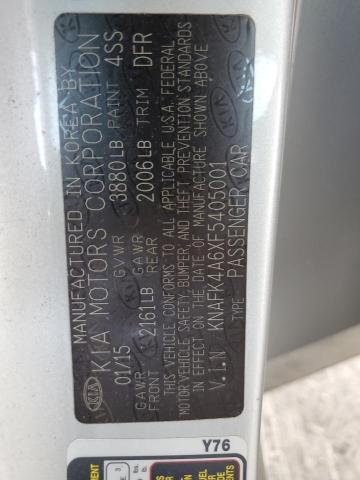 MANUFACTURED IN KOREA BY
KIA KIA MOTORS CORPORATION
01/15 GVWR 3880LB PAINT 4SS
GAWR FRONT 2161LB GAWR REAR 2006LB TRIM DFR
THIS VEHICLE CONFORMS TO ALL APPLICABLE U.S.A. FEDERAL
MOTOR VEHICLE SAFETY, BUMPER, AND THEFT PREVENTION STANDARDS
IN EFFECT ON THE DATE OF MANUFACTURE SHOWN ABOVE
V.I.N KNAFK4A6XF5405001
TYPE PASSENGER CAR
Y76